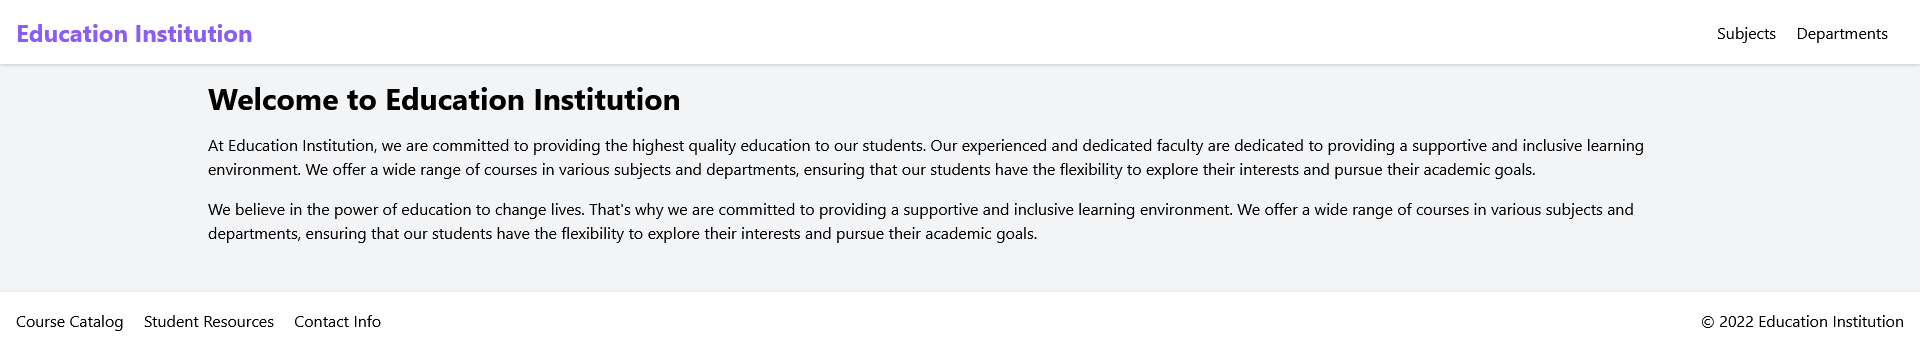 Education Institution
Subjects
Departments
Welcome to Education Institution
At Education Institution, we are committed to providing the highest quality education to our students. Our experienced and dedicated faculty are dedicated to providing a supportive and inclusive learning
environment. We offer a wide range of courses in various subjects and departments, ensuring that our students have the flexibility to explore their interests and pursue their academic goals.
We believe in the power of education to change lives. That's why we are committed to providing a supportive and inclusive learning environment. We offer a wide range of courses in various subjects and
departments, ensuring that our students have the flexibility to explore their interests and pursue their academic goals.
Course Catalog
Student Resources
Contact Info
© 2022 Education Institution